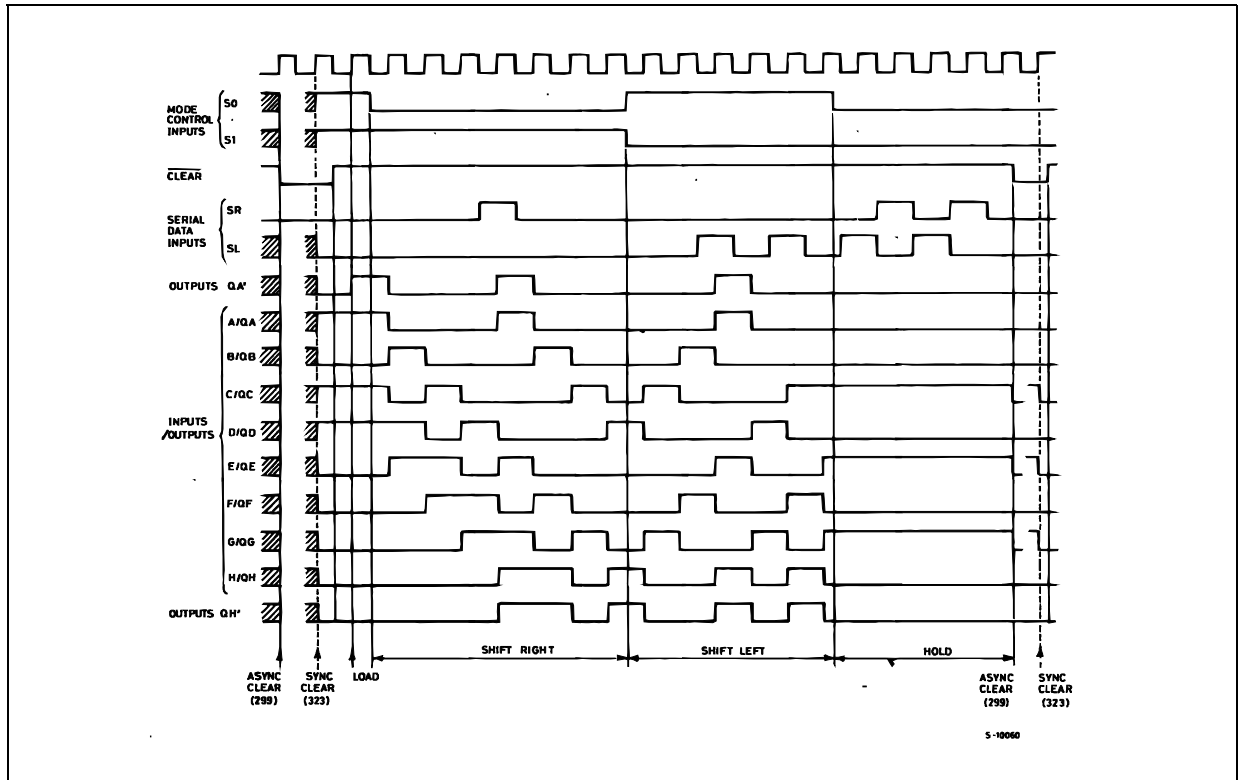 MODE
CONTROL
INPUTS
S0
S1
CLEAR
SERIAL
DATA
INPUTS
SR
SL
OUTPUTS QA'
INPUTS
/OUTPUTS
A/QA
B/QB
C/QC
D/QD
E/QE
F/QF
G/QG
H/QH
OUTPUTS QH'
ASYNC
CLEAR
(299)
SYNC
CLEAR
(323)
LOAD
SHIFT RIGHT
SHIFT LEFT
HOLD
ASYNC
CLEAR
(299)
SYNC
CLEAR
(323)
S-10060